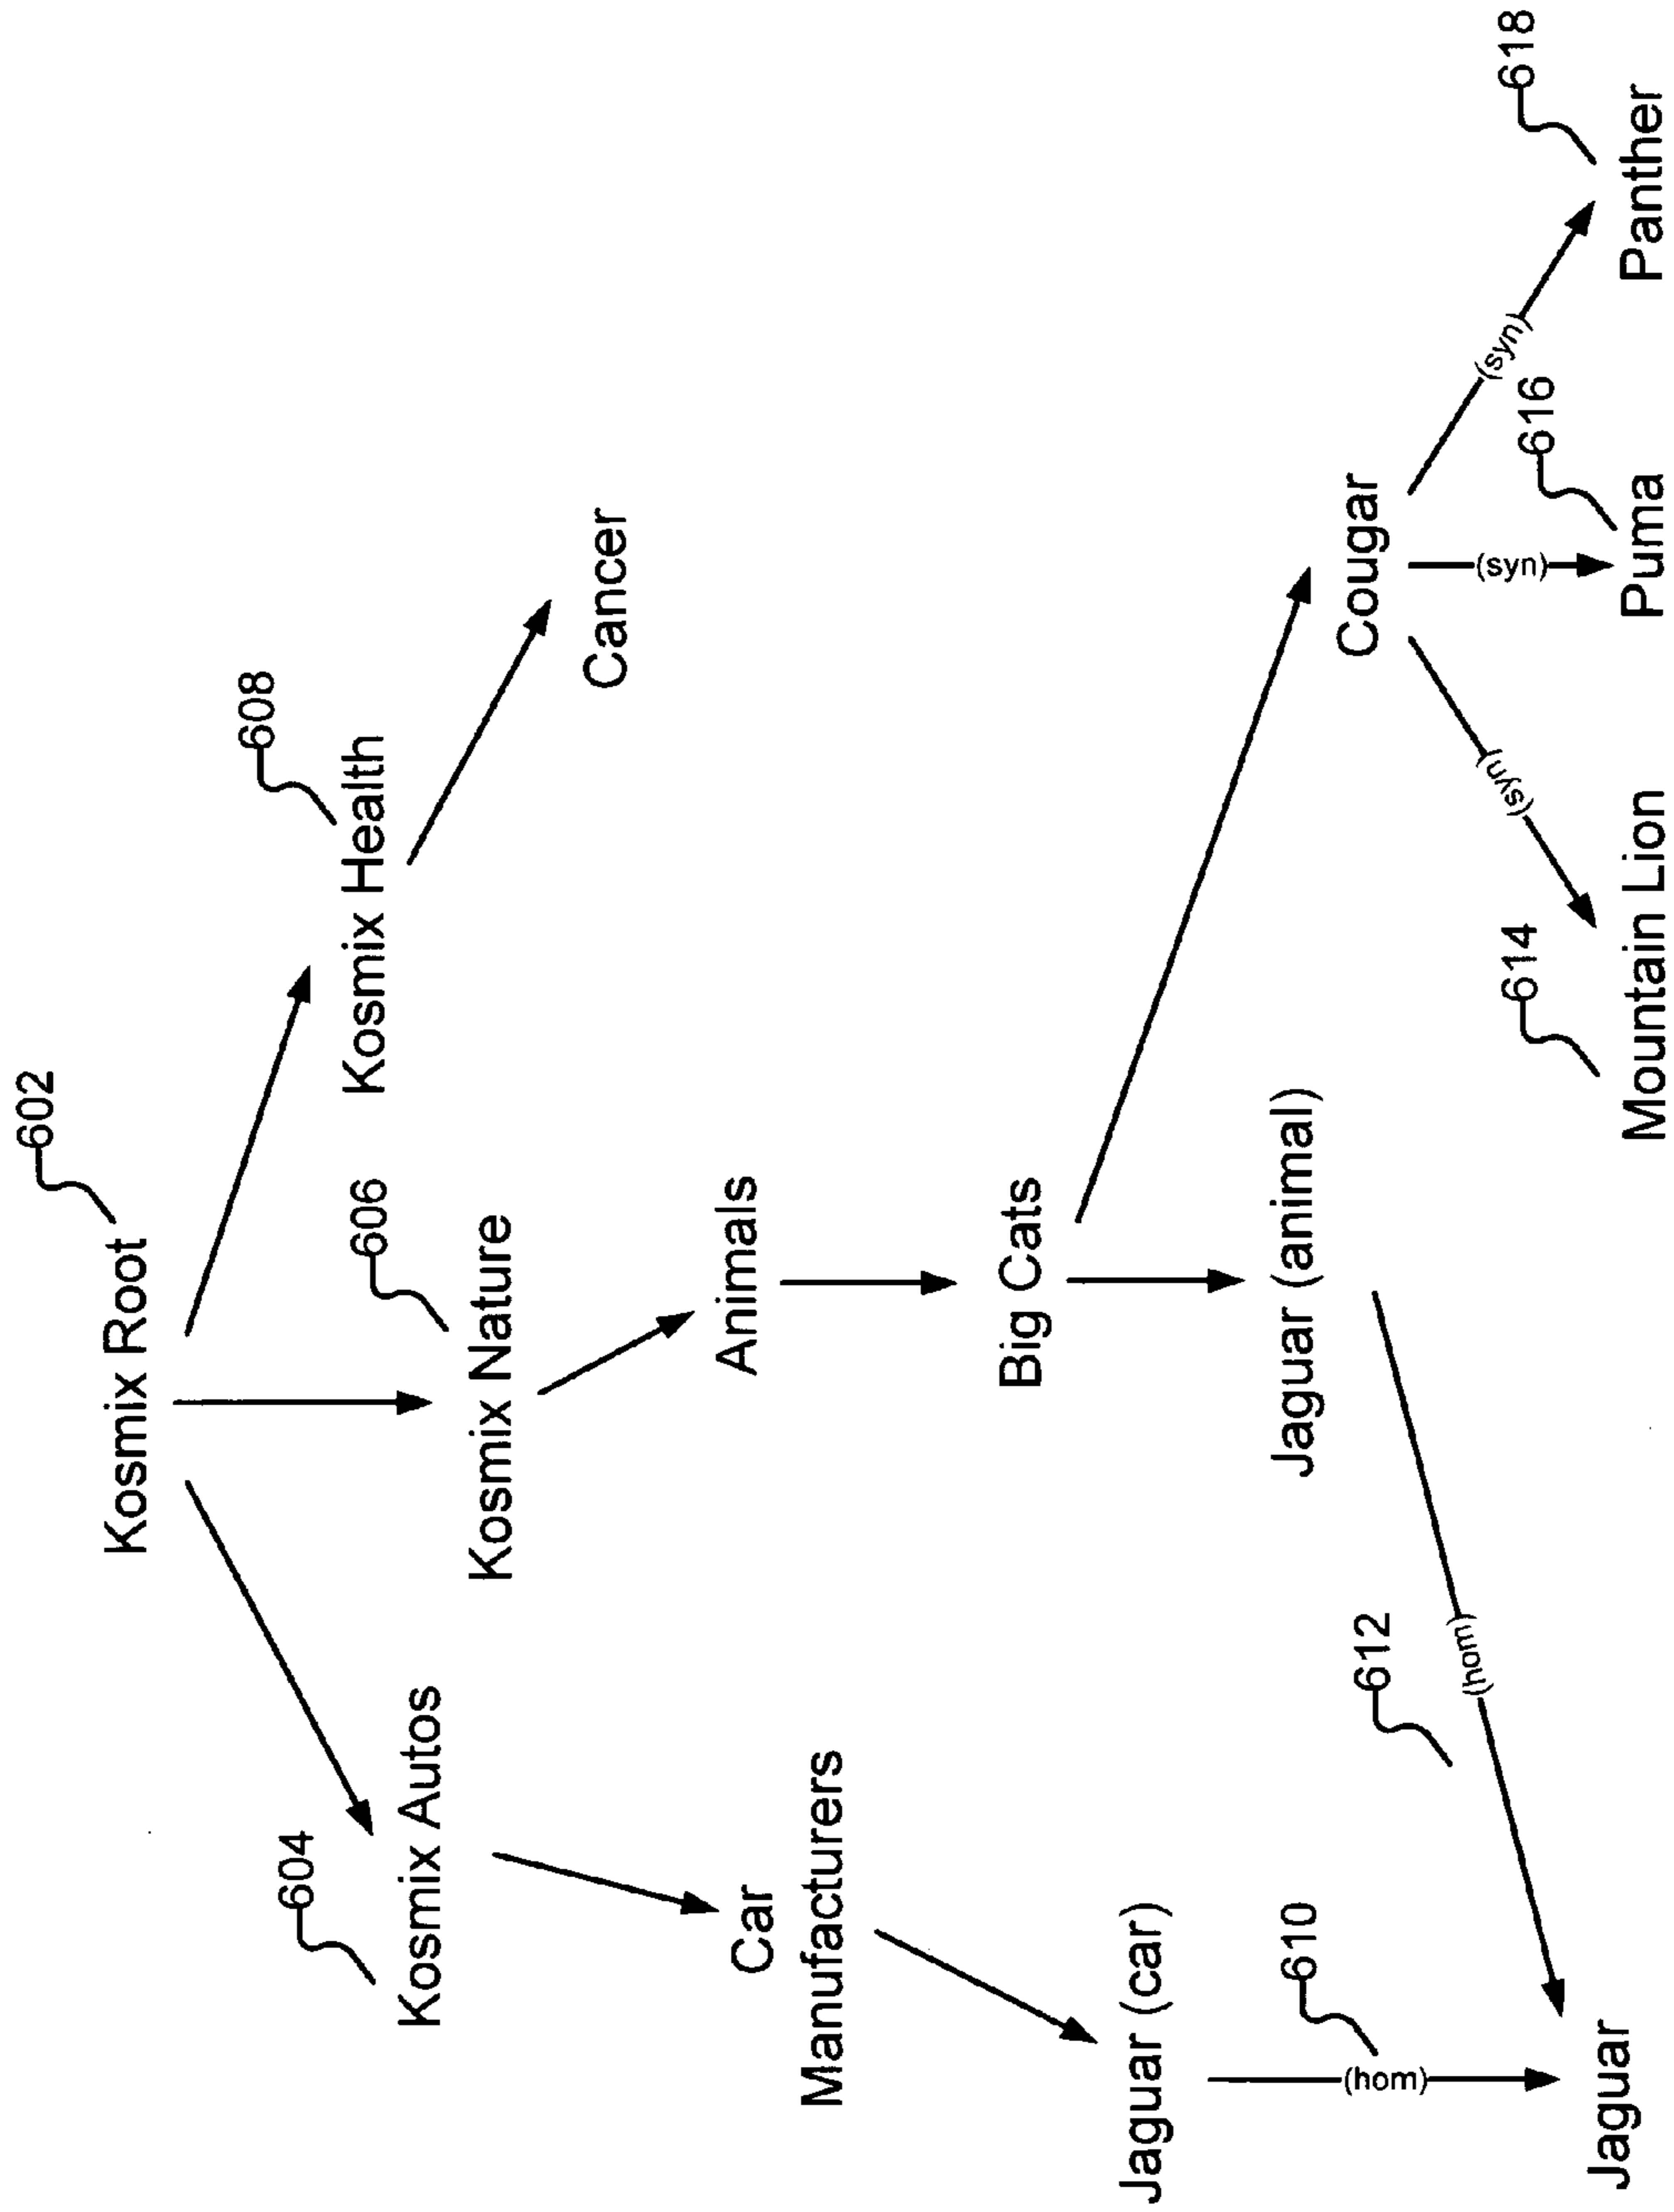 602
Kosmix Root
608
Kosmix Health
606
Kosmix Nature
604
Kosmix Autos
Cancer
Animals
Car
Manufacturers
Big Cats
Jaguar (car)
Jaguar (animal)
Cougar
610
(hom)
612
(hom)
(syn)
(syn)
(syn)
614
616
618
Jaguar
Mountain Lion
Puma
Panther